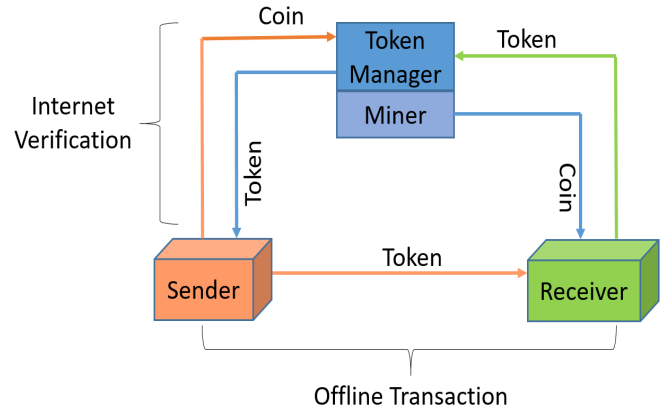 Coin
Token
Manager
Token
Internet
Verification
Miner
Token
Coin
Token
Sender
Receiver
Offline Transaction